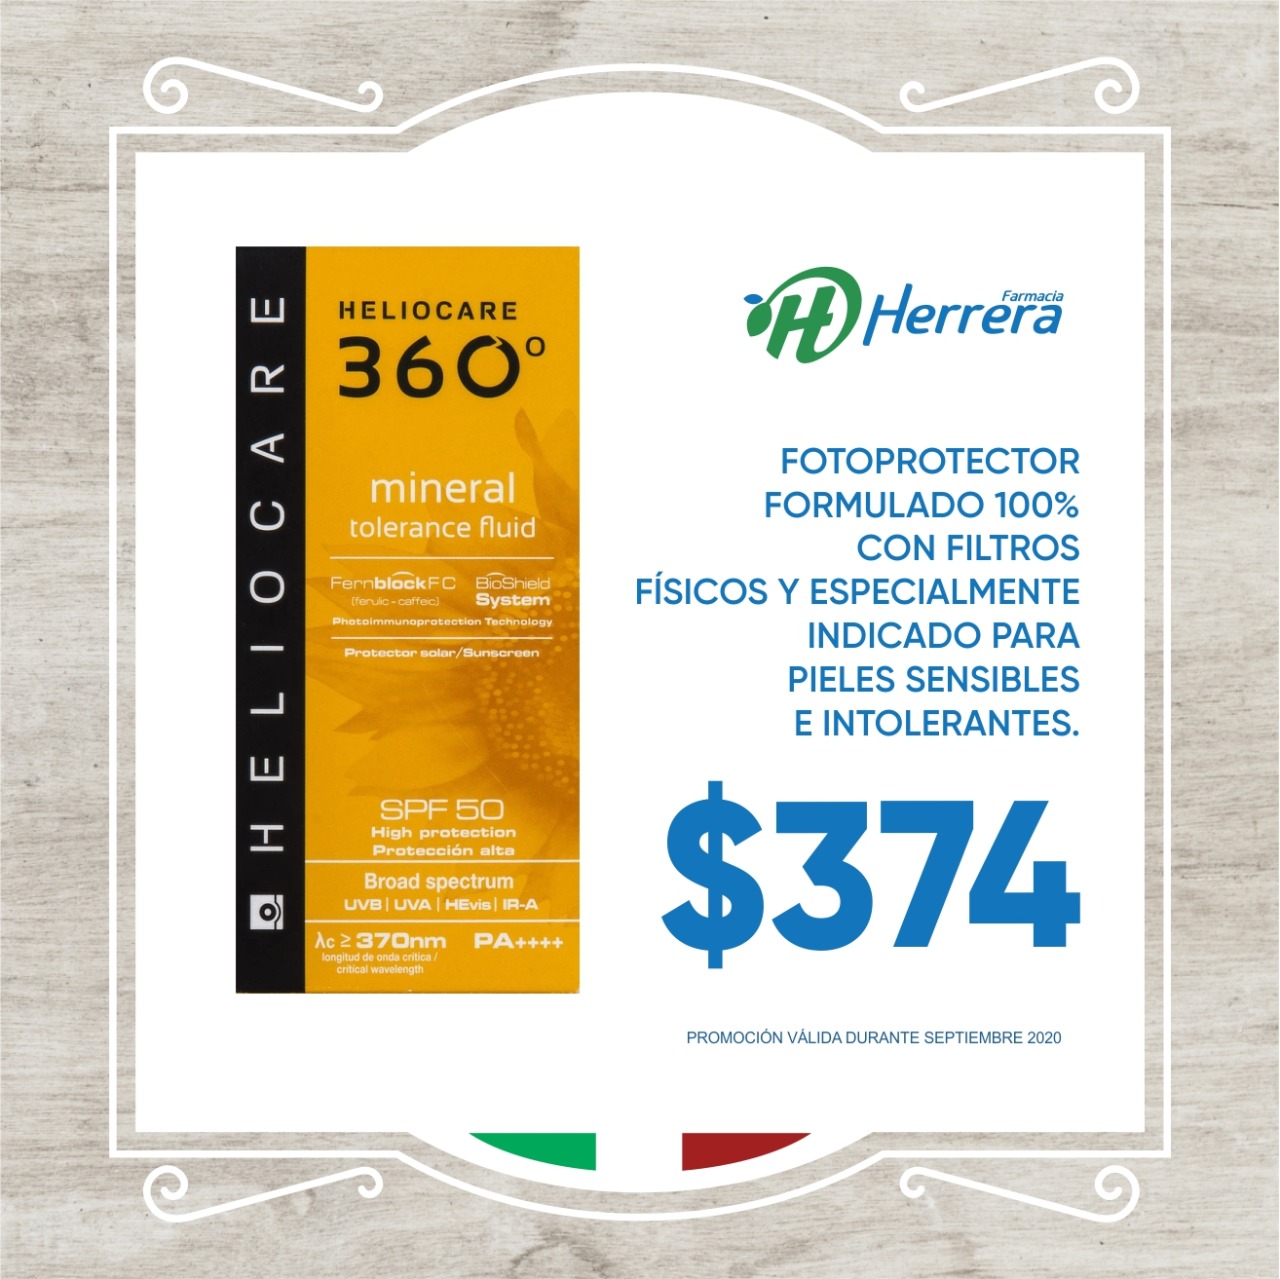 HELIOCARE
HELIOCARE
360º
mineral
tolerance fluid
FernblockFC
(ferulic - caffeic)
BioShield
System
Photoimmunoprotection Technology
Protector solar/Sunscreen
SPF 50
High protection
Protección alta
Broad spectrum
UVB | UVA | HEvis | IR-A
λc ≥ 370nm PA++++
longitud de onda crítica /
critical wavelength
H Herrera
Farmacia
FOTOPROTECTOR
FORMULADO 100%
CON FILTROS
FÍSICOS Y ESPECIALMENTE
INDICADO PARA
PIELES SENSIBLES
E INTOLERANTES.
$374
PROMOCIÓN VÁLIDA DURANTE SEPTIEMBRE 2020